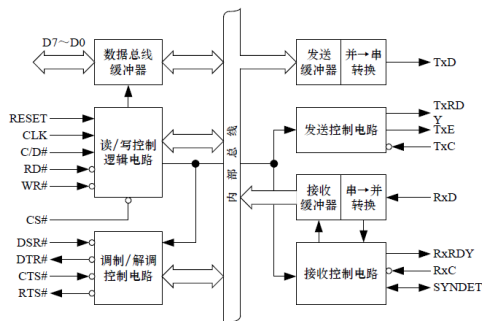 D7～D0
数据总线
缓冲器
RESET
CLK
C/D#
RD#
WR#
读/写控制
逻辑电路
CS#
DSR#
DTR#
CTS#
RTS#
调制/解调
控制电路
内部总线
发送
缓冲器
并→串
转换
TxD
发送控制电路
TxRD
Y
TxE
TxC
接收
缓冲器
串→并
转换
RxD
接收控制电路
RxRDY
RxC
SYNDET